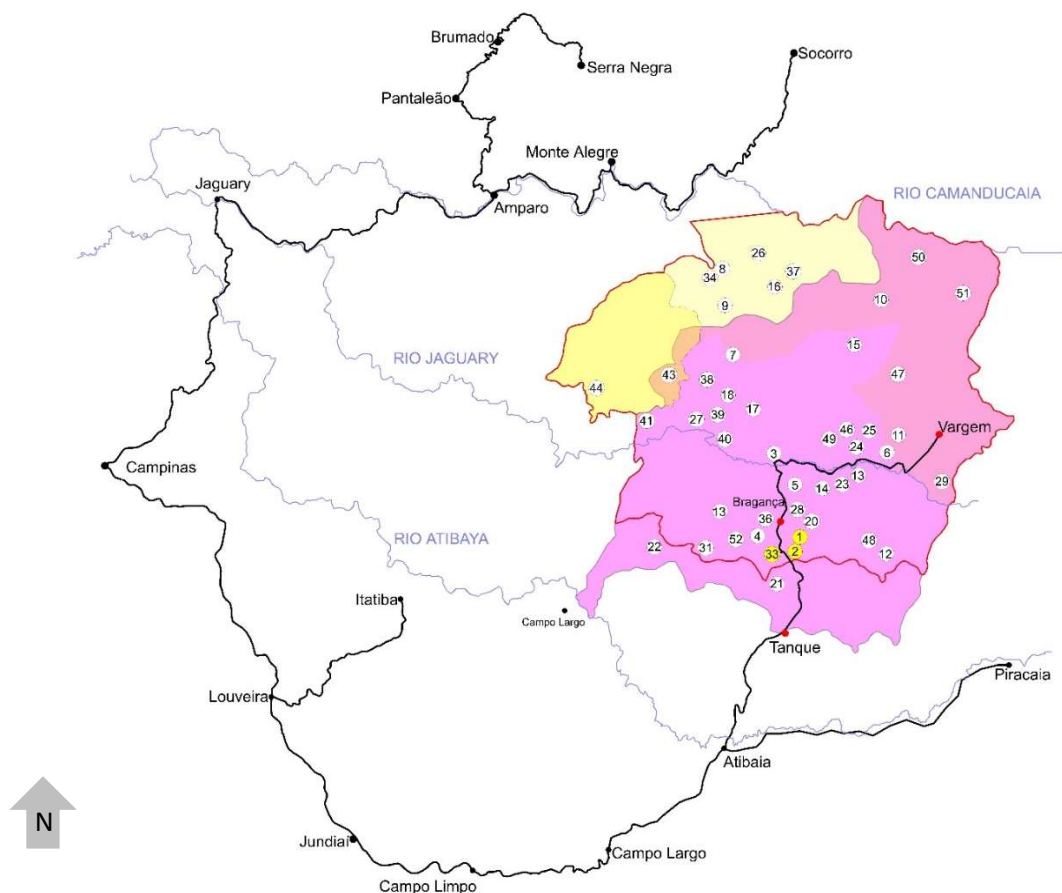 Brumado
Socorro
Serra Negra
Pantaleão
Monte Alegre
Jaguary
RIO CAMANDUCAIA
Amparo
50
26
8
37
34
16
51
10
9
15
RIO JAGUARY
7
43
47
38
44
18
17
39
27
41
46
25
11
Vargem
49
40
24
6
3
Campinas
13
29
5
14
23
Bragança
28
13
36
20
4
1
52
48
22
31
2
33
12
RIO ATIBAYA
21
Itatiba
Campo Largo
Tanque
Piracaia
Louveira
Atibaia
N
Jundiaí
Campo Largo
Campo Limpo